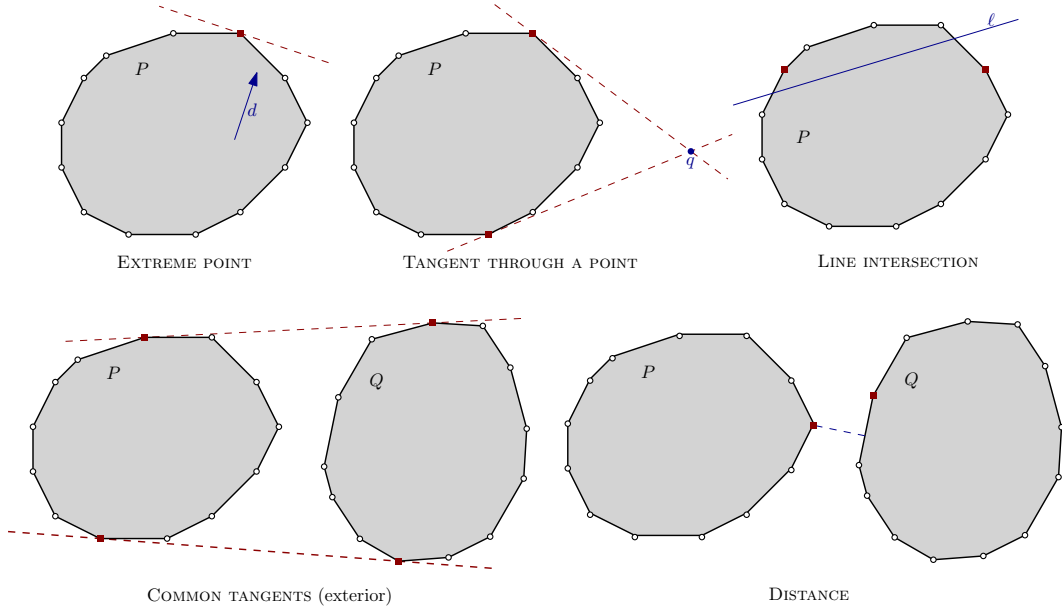 P
d
EXTREME POINT
P
q
TANGENT THROUGH A POINT
ℓ
P
LINE INTERSECTION
P
Q
COMMON TANGENTS (exterior)
P
Q
DISTANCE